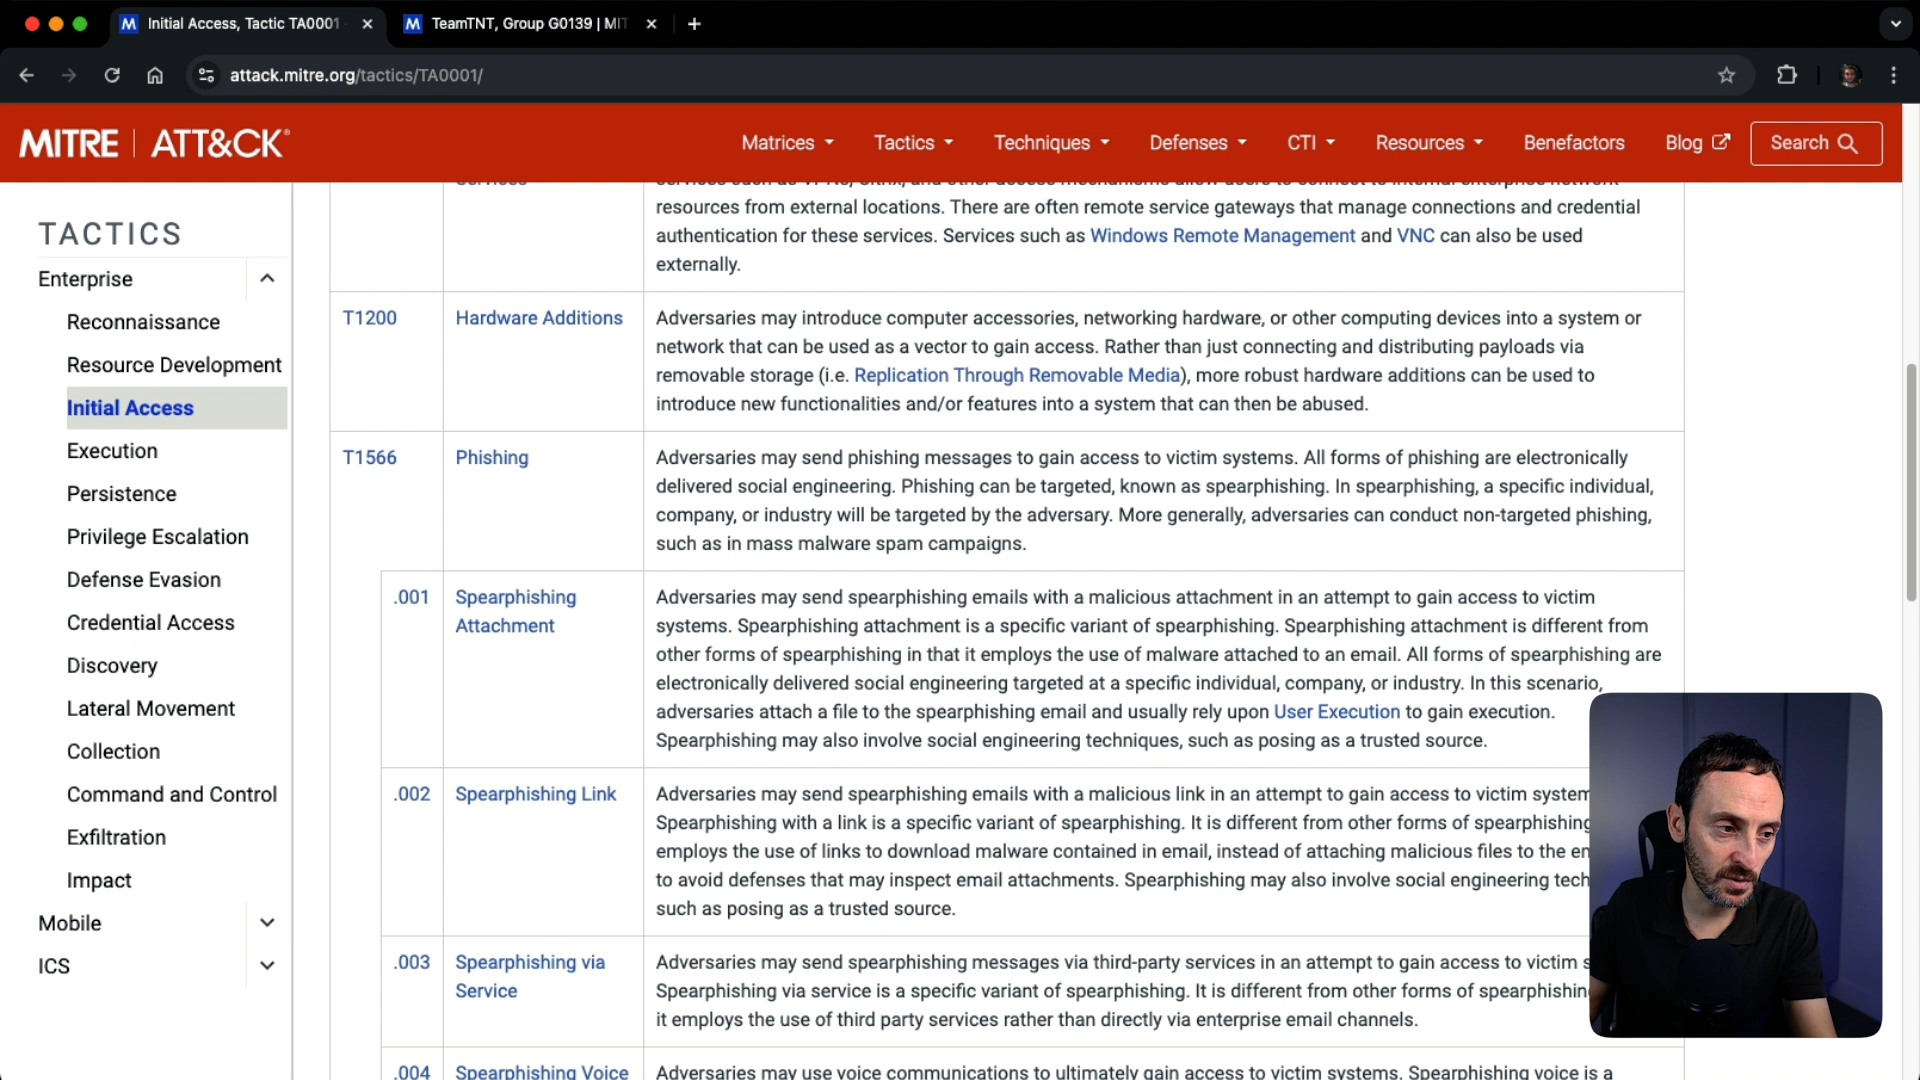 Initial Access, Tactic TA0001
TeamTNT, Group G0139 | MIT
attack.mitre.org/tactics/TA0001/
MITRE | ATT&CK®
Matrices
Tactics
Techniques
Defenses
CTI
Resources
Benefactors
Blog
Search
TACTICS
Enterprise
Reconnaissance
Resource Development
Initial Access
Execution
Persistence
Privilege Escalation
Defense Evasion
Credential Access
Discovery
Lateral Movement
Collection
Command and Control
Exfiltration
Impact
Mobile
ICS
Services
services such as VPNs, Citrix, and other access mechanisms allow users to connect to internal enterprise network
resources from external locations. There are often remote service gateways that manage connections and credential
authentication for these services. Services such as Windows Remote Management and VNC can also be used
externally.
T1200
Hardware Additions
Adversaries may introduce computer accessories, networking hardware, or other computing devices into a system or
network that can be used as a vector to gain access. Rather than just connecting and distributing payloads via
removable storage (i.e. Replication Through Removable Media), more robust hardware additions can be used to
introduce new functionalities and/or features into a system that can then be abused.
T1566
Phishing
Adversaries may send phishing messages to gain access to victim systems. All forms of phishing are electronically
delivered social engineering. Phishing can be targeted, known as spearphishing. In spearphishing, a specific individual,
company, or industry will be targeted by the adversary. More generally, adversaries can conduct non-targeted phishing,
such as in mass malware spam campaigns.
.001
Spearphishing
Attachment
Adversaries may send spearphishing emails with a malicious attachment in an attempt to gain access to victim
systems. Spearphishing attachment is a specific variant of spearphishing. Spearphishing attachment is different from
other forms of spearphishing in that it employs the use of malware attached to an email. All forms of spearphishing are
electronically delivered social engineering targeted at a specific individual, company, or industry. In this scenario,
adversaries attach a file to the spearphishing email and usually rely upon User Execution to gain execution.
Spearphishing may also involve social engineering techniques, such as posing as a trusted source.
.002
Spearphishing Link
Adversaries may send spearphishing emails with a malicious link in an attempt to gain access to victim system
Spearphishing with a link is a specific variant of spearphishing. It is different from other forms of spearphishing
employs the use of links to download malware contained in email, instead of attaching malicious files to the em
to avoid defenses that may inspect email attachments. Spearphishing may also involve social engineering tech
such as posing as a trusted source.
.003
Spearphishing via
Service
Adversaries may send spearphishing messages via third-party services in an attempt to gain access to victim s
Spearphishing via service is a specific variant of spearphishing. It is different from other forms of spearphishin
it employs the use of third party services rather than directly via enterprise email channels.
.004
Spearphishing Voice
Adversaries may use voice communications to ultimately gain access to victim systems. Spearphishing voice is a